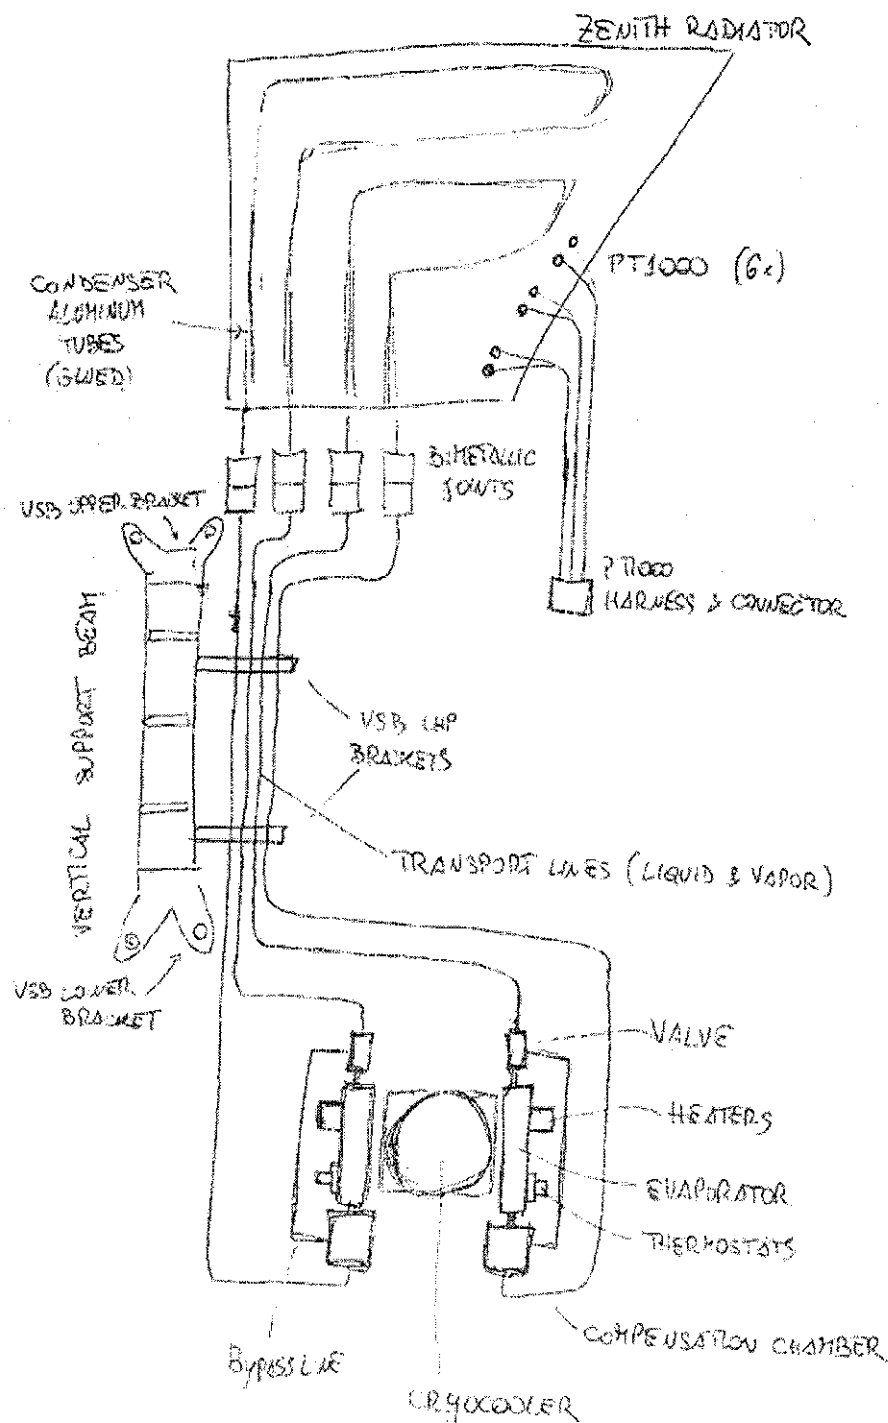 ZENITH RADIATOR
PT1000 (6x)
CONDENSER
ALUMINUM
TUBES
(GLUED)
BIMETALLIC
JOINTS
VSB UPPER BRACKET
PT1000
HARNESS & CONNECTOR
VERTICAL SUPPORT BEAM
VSB LHP
BRACKETS
TRANSPORT LINES (LIQUID & VAPOR)
VSB LOWER
BRACKET
VALVE
HEATERS
EVAPORATOR
THERMOSTATS
COMPENSATION CHAMBER
BYPASS LINE
CRYOCOOLER